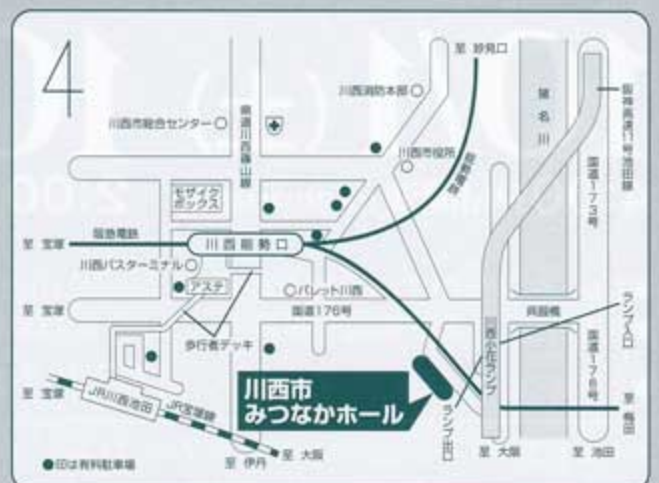 至 妙見口
川西消防本部
川西市総合センター
県道川西篠山線
川西市役所
能勢電鉄
猪名川
阪神高速11号池田線
国道173号
モザイク
ボックス
至 宝塚
阪急電鉄
川西能勢口
川西バスターミナル
アステ
パレット川西
至 宝塚
国道176号
呉服橋
ランプ入口
歩行者デッキ
川西小花ランプ
国道176号
至 宝塚
JR川西池田
JR宝塚線
川西市
みつなかホール
ランプ出口
至 梅田
至 大阪
至 伊丹
至 大阪
至 池田
●印は有料駐車場